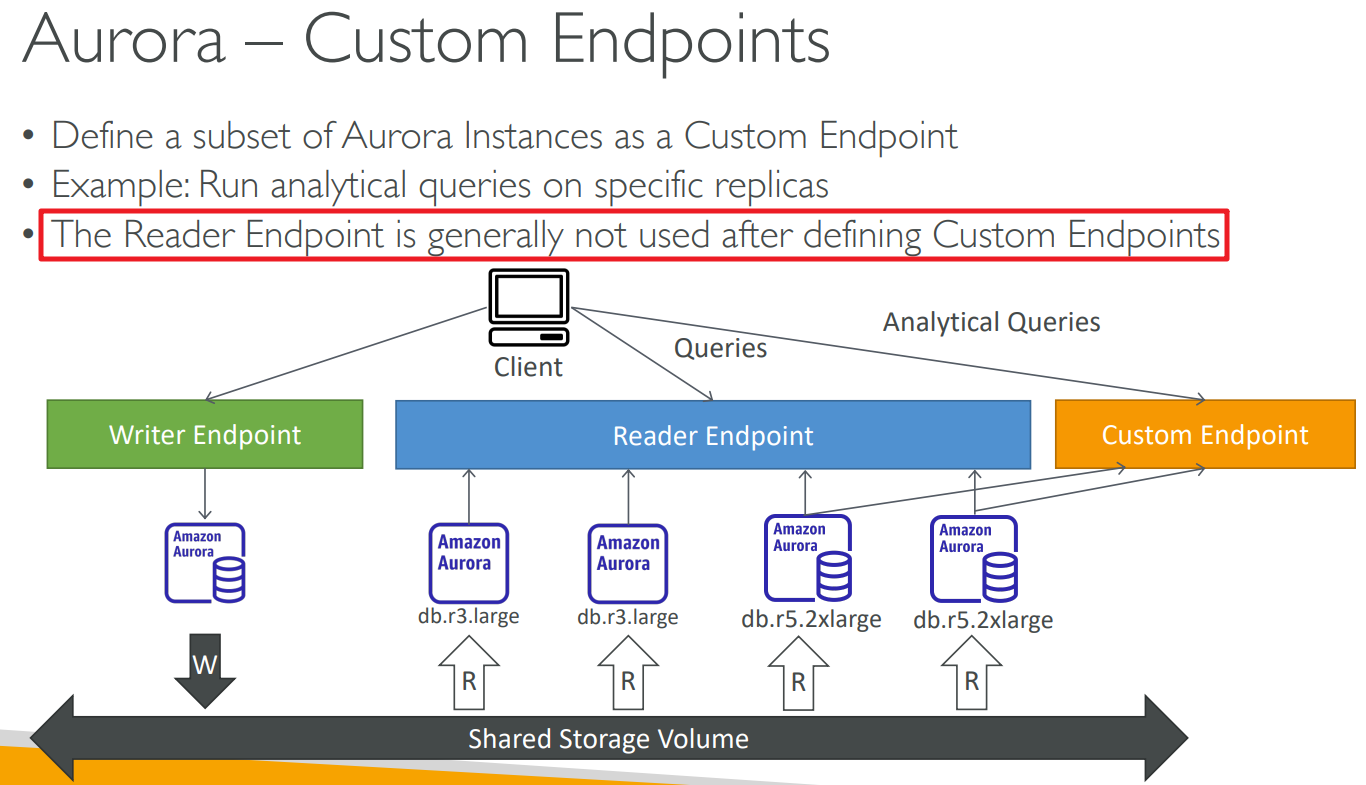 Aurora – Custom Endpoints
• Define a subset of Aurora Instances as a Custom Endpoint
• Example: Run analytical queries on specific replicas
• The Reader Endpoint is generally not used after defining Custom Endpoints
Analytical Queries
Queries
Client
Writer Endpoint
Reader Endpoint
Custom Endpoint
Amazon
Aurora
Amazon
Aurora
Amazon
Aurora
Amazon
Aurora
Amazon
Aurora
db.r3.large
db.r3.large
db.r5.2xlarge
db.r5.2xlarge
W
R
R
R
R
Shared Storage Volume